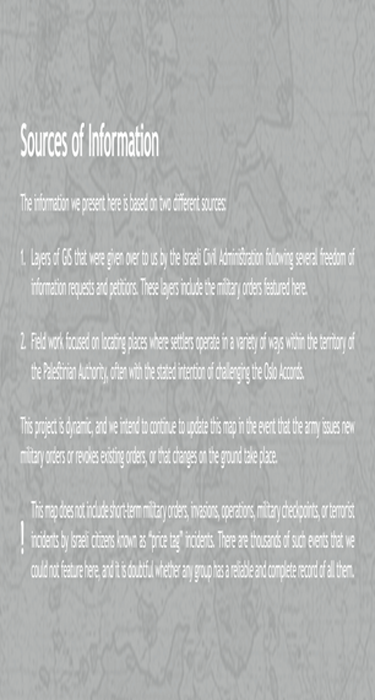 Sources of Information
The information we present here is based on two different sources:
1. Layers of GIS that were given over to us by the Israeli Civil Administration following several freedom of
information requests and petitions. These layers include the military orders featured here.
2. Field work focused on locating places where settlers operate in a variety of ways within the territory of
the Palestinian Authority, often with the stated intention of challenging the Oslo Accords.
This project is dynamic, and we intend to continue to update this map in the event that the army issues new
military orders or revokes existing orders, or that changes on the ground take place.
This map does not include short-term military orders, invasions, operations, military checkpoints, or terrorist
! incidents by Israeli citizens known as "price tag" incidents. There are thousands of such events that we
could not feature here, and it is doubtful whether any group has a reliable and complete record of all them.